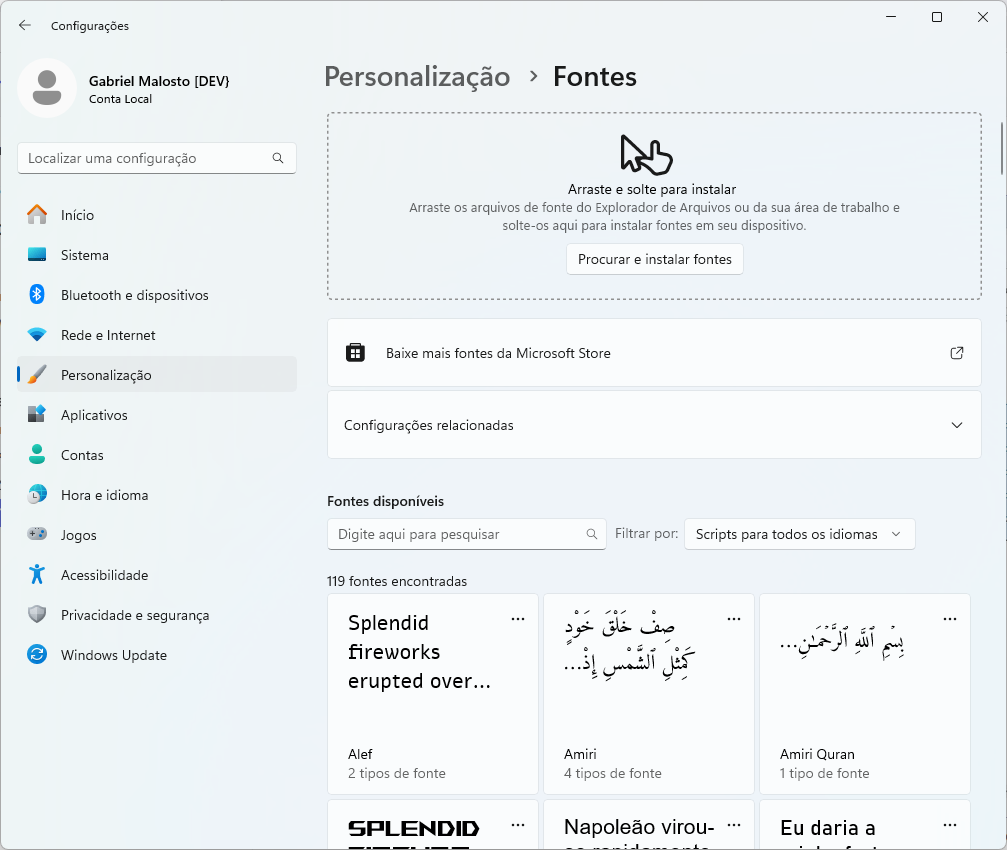 Configurações
Gabriel Malosto [DEV]
Conta Local
Localizar uma configuração
Início
Sistema
Bluetooth e dispositivos
Rede e Internet
Personalização
Aplicativos
Contas
Hora e idioma
Jogos
Acessibilidade
Privacidade e segurança
Windows Update
Personalização > Fontes
Arraste e solte para instalar
Arraste os arquivos de fonte do Explorador de Arquivos ou da sua área de trabalho e
solte-os aqui para instalar fontes em seu dispositivo.
Procurar e instalar fontes
Baixe mais fontes da Microsoft Store
Configurações relacionadas
Fontes disponíveis
Digite aqui para pesquisar
Filtrar por:
Scripts para todos os idiomas
119 fontes encontradas
Splendid
fireworks
erupted over...
Alef
2 tipos de fonte
صِفْ خَلْقَ خَوْدٍ
كَمِثْلِ ٱلشَّمْسِ إِذْ...
Amiri
4 tipos de fonte
بِسْمِ ٱللَّهِ ٱلرَّحْمَـٰنِ...
Amiri Quran
1 tipo de fonte
SPLENDID
Napoleão virou-
Eu daria a